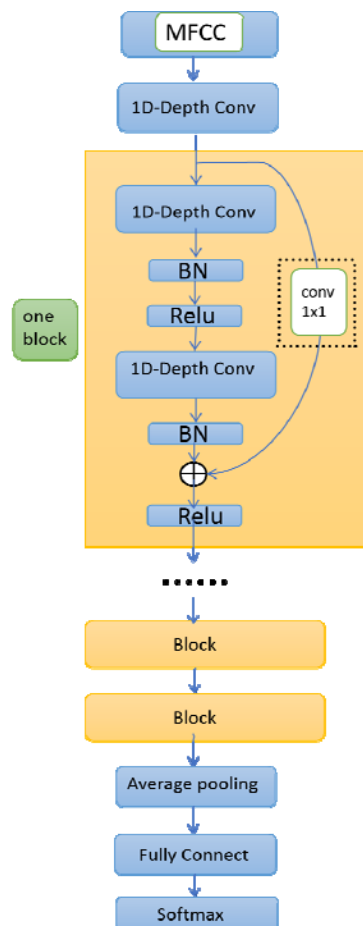 MFCC
1D-Depth Conv
1D-Depth Conv
BN
Relu
conv
1x1
one
block
1D-Depth Conv
BN
Relu
......
Block
Block
Average pooling
Fully Connect
Softmax